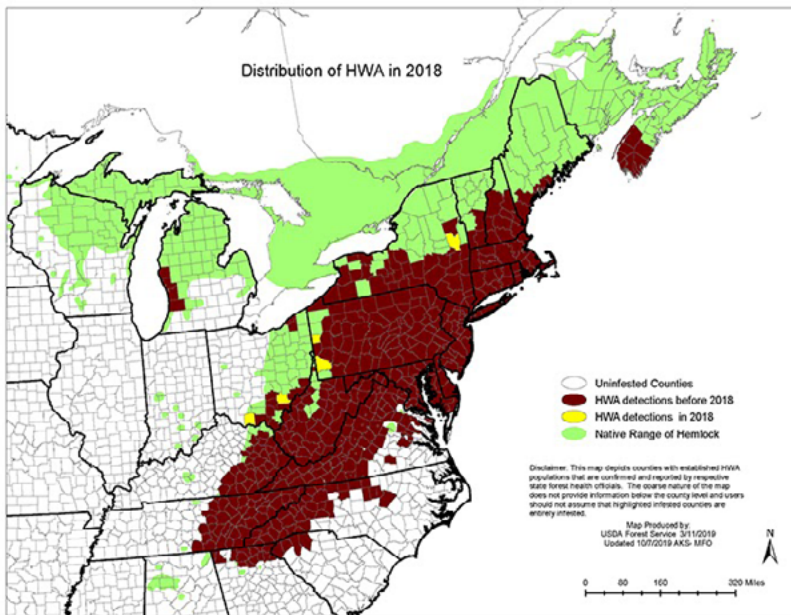 Distribution of HWA in 2018
Uninfested Counties
HWA detections before 2018
HWA detections in 2018
Native Range of Hemlock
Disclaimer: This map depicts counties with established HWA
populations that are confirmed and reported by respective
state forest health officials. The coarse nature of the map
does not provide information below the county level and users
should not assume that highlighted infested counties are
entirely infested.
Map Produced by:
USDA Forest Service 3/11/2019
Updated 10/7/2019 AKS- MFO
N
0 80 160 320 Miles